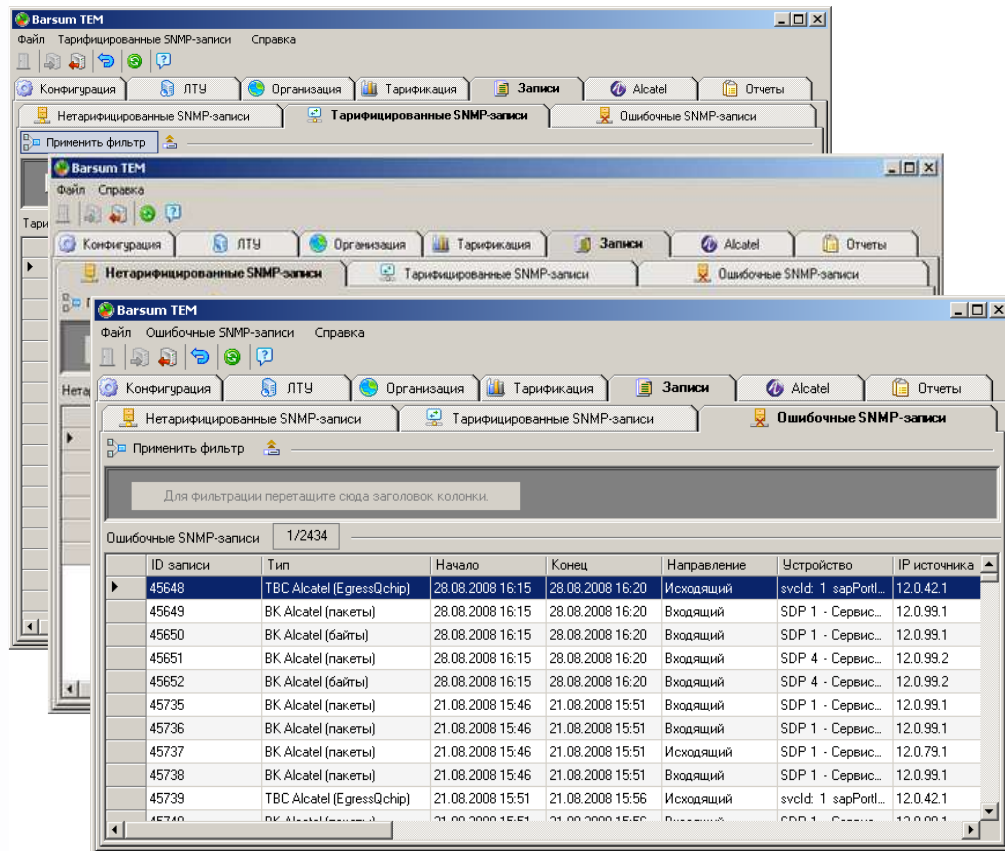 Barsum TEM
Файл Тарифицированные SNMP-записи Справка
Конфигурация ЛТУ Организация Тарификация Записи Alcatel Отчеты
Нетарифицированные SNMP-записи Тарифицированные SNMP-записи Ошибочные SNMP-записи
Применить фильтр
Тари
Barsum TEM
Файл Справка
Конфигурация ЛТУ Организация Тарификация Записи Alcatel Отчеты
Нетарифицированные SNMP-записи Тарифицированные SNMP-записи Ошибочные SNMP-записи
Нета
Barsum TEM
Файл Ошибочные SNMP-записи Справка
Конфигурация ЛТУ Организация Тарификация Записи Alcatel Отчеты
Нетарифицированные SNMP-записи Тарифицированные SNMP-записи Ошибочные SNMP-записи
Применить фильтр
Для фильтрации перетащите сюда заголовок колонки.
Ошибочные SNMP-записи 1/2434
ID записи Тип Начало Конец Направление Устройство IP источника
45648 ТВС Alcatel (EgressQchip) 28.08.2008 16:15 28.08.2008 16:20 Исходящий svcId: 1 sapPortI... 12.0.42.1
45649 ВК Alcatel (пакеты) 28.08.2008 16:15 28.08.2008 16:20 Входящий SDP 1 - Сервис... 12.0.99.1
45650 ВК Alcatel (байты) 28.08.2008 16:15 28.08.2008 16:20 Входящий SDP 1 - Сервис... 12.0.99.1
45651 ВК Alcatel (пакеты) 28.08.2008 16:15 28.08.2008 16:20 Входящий SDP 4 - Сервис... 12.0.99.2
45652 ВК Alcatel (байты) 28.08.2008 16:15 28.08.2008 16:20 Входящий SDP 4 - Сервис... 12.0.99.2
45735 ВК Alcatel (пакеты) 21.08.2008 15:46 21.08.2008 15:51 Входящий SDP 1 - Сервис... 12.0.99.1
45736 ВК Alcatel (пакеты) 21.08.2008 15:46 21.08.2008 15:51 Входящий SDP 1 - Сервис... 12.0.99.1
45737 ВК Alcatel (пакеты) 21.08.2008 15:46 21.08.2008 15:51 Исходящий SDP 1 - Сервис... 12.0.79.1
45738 ВК Alcatel (пакеты) 21.08.2008 15:46 21.08.2008 15:51 Входящий SDP 1 - Сервис... 12.0.99.1
45739 ТВС Alcatel (EgressQchip) 21.08.2008 15:51 21.08.2008 15:56 Исходящий svcId: 1 sapPortI... 12.0.42.1